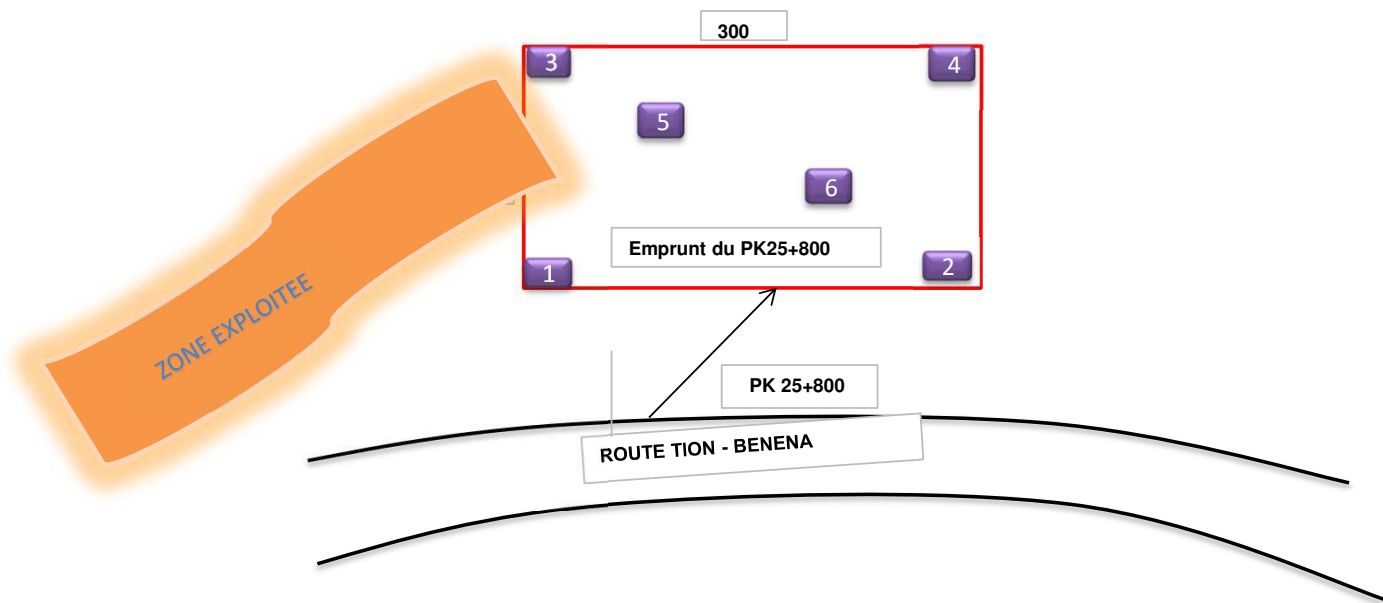 300
3
4
5
6
Emprunt du PK25+800
1
2
ZONE EXPLOITEE
PK 25+800
ROUTE TION - BENENA